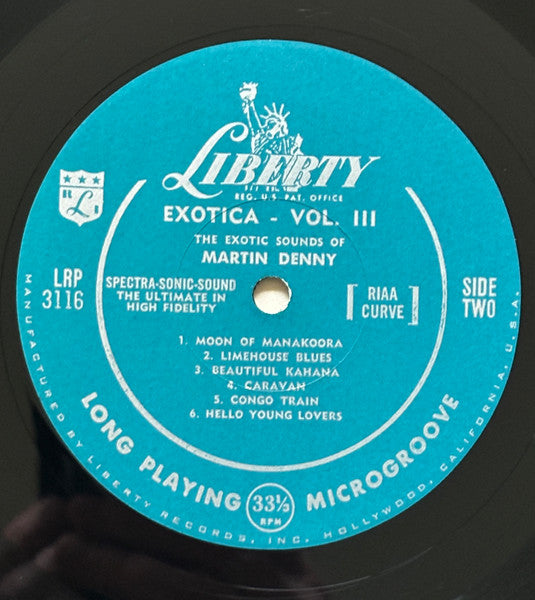 LIBERTY
REG. U.S. PAT. OFFICE
EXOTICA - VOL. III
THE EXOTIC SOUNDS OF
MARTIN DENNY
LRP
3116
SPECTRA-SONIC-SOUND
THE ULTIMATE IN
HIGH FIDELITY
[ RIAA
CURVE ]
SIDE
TWO
1. MOON OF MANAKOORA
2. LIMEHOUSE BLUES
3. BEAUTIFUL KAHANA
4. CARAVAN
5. CONGO TRAIN
6. HELLO YOUNG LOVERS
LONG PLAYING 33⅓ RPM MICROGROOVE
MANUFACTURED BY LIBERTY RECORDS, INC. HOLLYWOOD, CALIFORNIA, U.S.A.